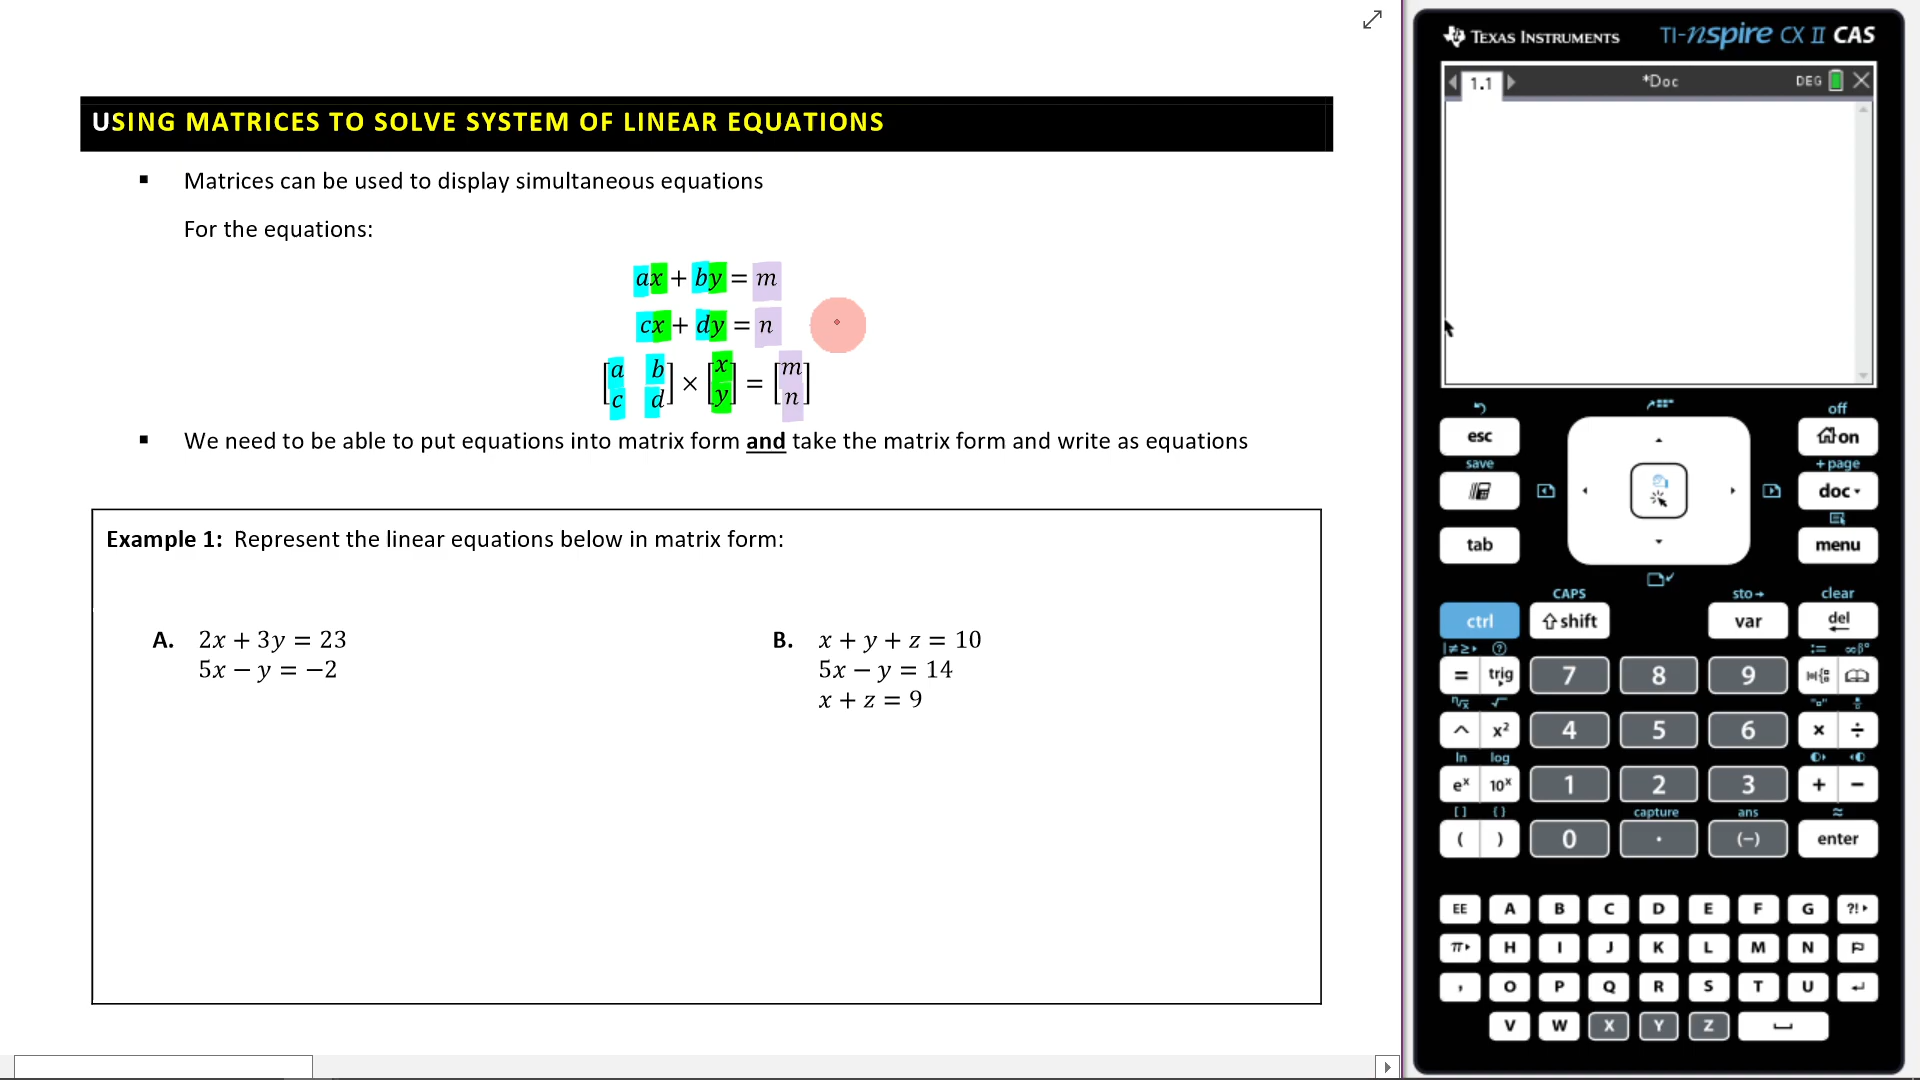 USING MATRICES TO SOLVE SYSTEM OF LINEAR EQUATIONS
▪ Matrices can be used to display simultaneous equations
For the equations:
ax + by = m
cx + dy = n
[a b; c d] × [x; y] = [m; n]
▪ We need to be able to put equations into matrix form and take the matrix form and write as equations
Example 1: Represent the linear equations below in matrix form:
A. 2x + 3y = 23
5x − y = −2
B. x + y + z = 10
5x − y = 14
x + z = 9
TEXAS INSTRUMENTS TI-nspire CX II CAS
1.1 *Doc DEG
off
esc on
save + page
doc
tab menu
CAPS sto→ clear
ctrl shift var del
|≠≥▸ ? := ∞β°
= trig 7 8 9
ⁿ√x √
^ x² 4 5 6 × ÷
ln log
eˣ 10ˣ 1 2 3 + −
[ ] { } capture ans ≈
( ) 0 . (−) enter
EE A B C D E F G ?!▸
π▸ H I J K L M N
, O P Q R S T U
V W X Y Z